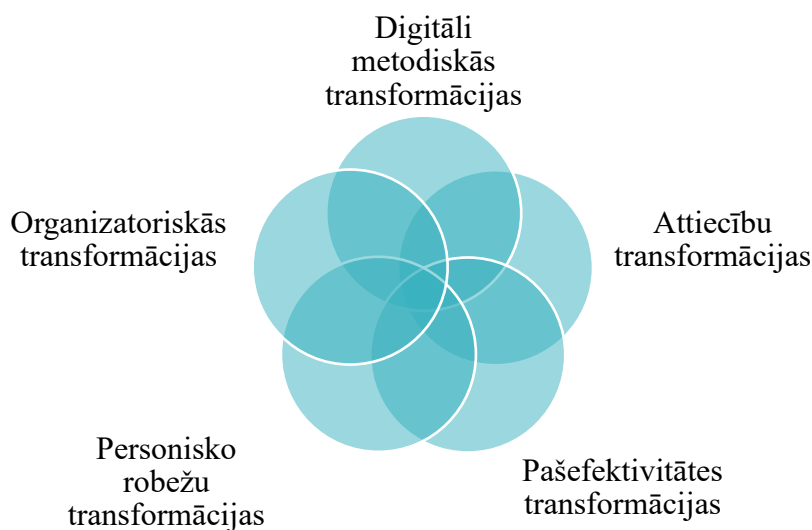 Digitāli
metodiskās
transformācijas
Organizatoriskās
transformācijas
Attiecību
transformācijas
Personisko
robežu
transformācijas
Pašefektivitātes
transformācijas